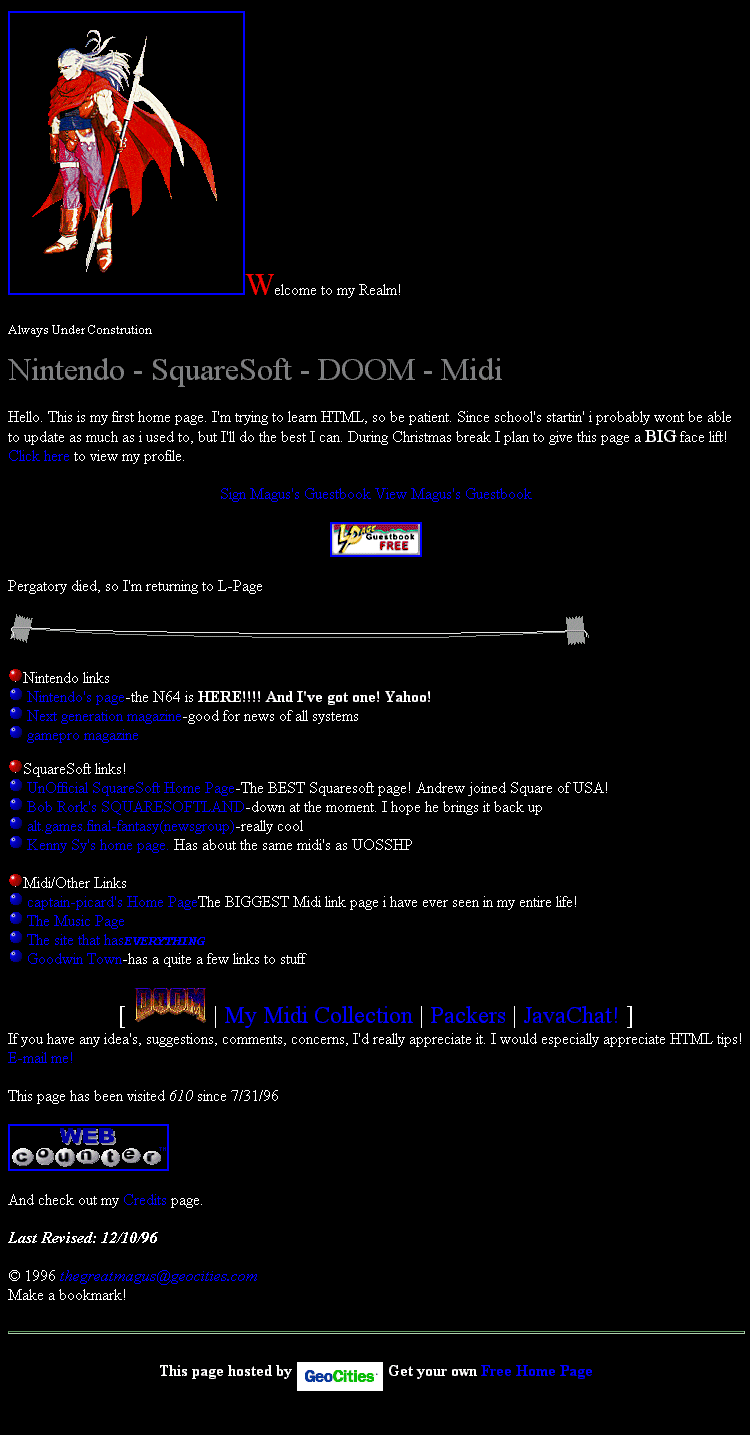 Welcome to my Realm!
Always Under Constrution
Nintendo - SquareSoft - DOOM - Midi
Hello. This is my first home page. I'm trying to learn HTML, so be patient. Since school's startin' i probably wont be able
to update as much as i used to, but I'll do the best I can. During Christmas break I plan to give this page a BIG face lift!
Click here to view my profile.
Sign Magus's Guestbook View Magus's Guestbook
LPage Guestbook FREE
Pergatory died, so I'm returning to L-Page
Nintendo links
Nintendo's page-the N64 is HERE!!!! And I've got one! Yahoo!
Next generation magazine-good for news of all systems
gamepro magazine
SquareSoft links!
UnOfficial SquareSoft Home Page-The BEST Squaresoft page! Andrew joined Square of USA!
Bob Rork's SQUARESOFTLAND-down at the moment. I hope he brings it back up
alt.games.final-fantasy(newsgroup)-really cool
Kenny Sy's home page. Has about the same midi's as UOSSHP
Midi/Other Links
captain-picard's Home PageThe BIGGEST Midi link page i have ever seen in my entire life!
The Music Page
The site that hasEVERYTHING
Goodwin Town-has a quite a few links to stuff
[ DOOM | My Midi Collection | Packers | JavaChat! ]
If you have any idea's, suggestions, comments, concerns, I'd really appreciate it. I would especially appreciate HTML tips!
E-mail me!
This page has been visited 610 since 7/31/96
WEB
counter
And check out my Credits page.
Last Revised: 12/10/96
© 1996 thegreatmagus@geocities.com
Make a bookmark!
This page hosted by GeoCities Get your own Free Home Page